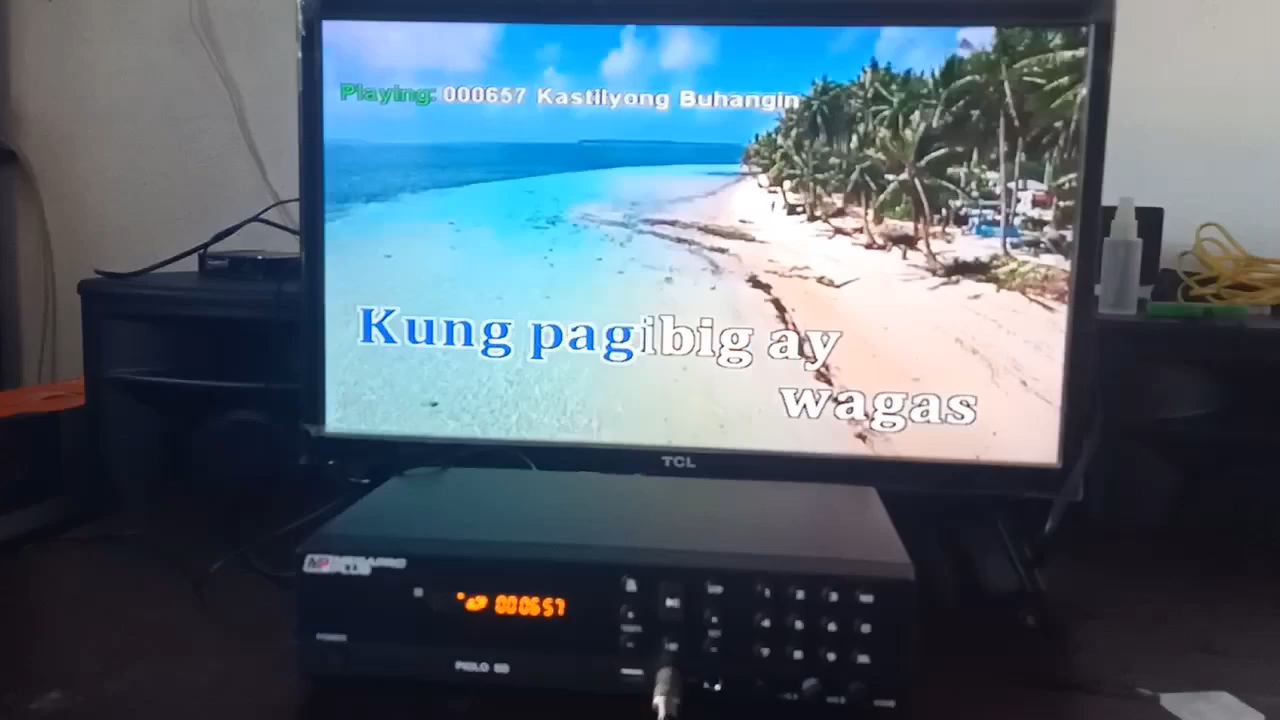 Playing: 000657 Kastilyong Buhangin
Kung pagibig ay
wagas
TCL
000657